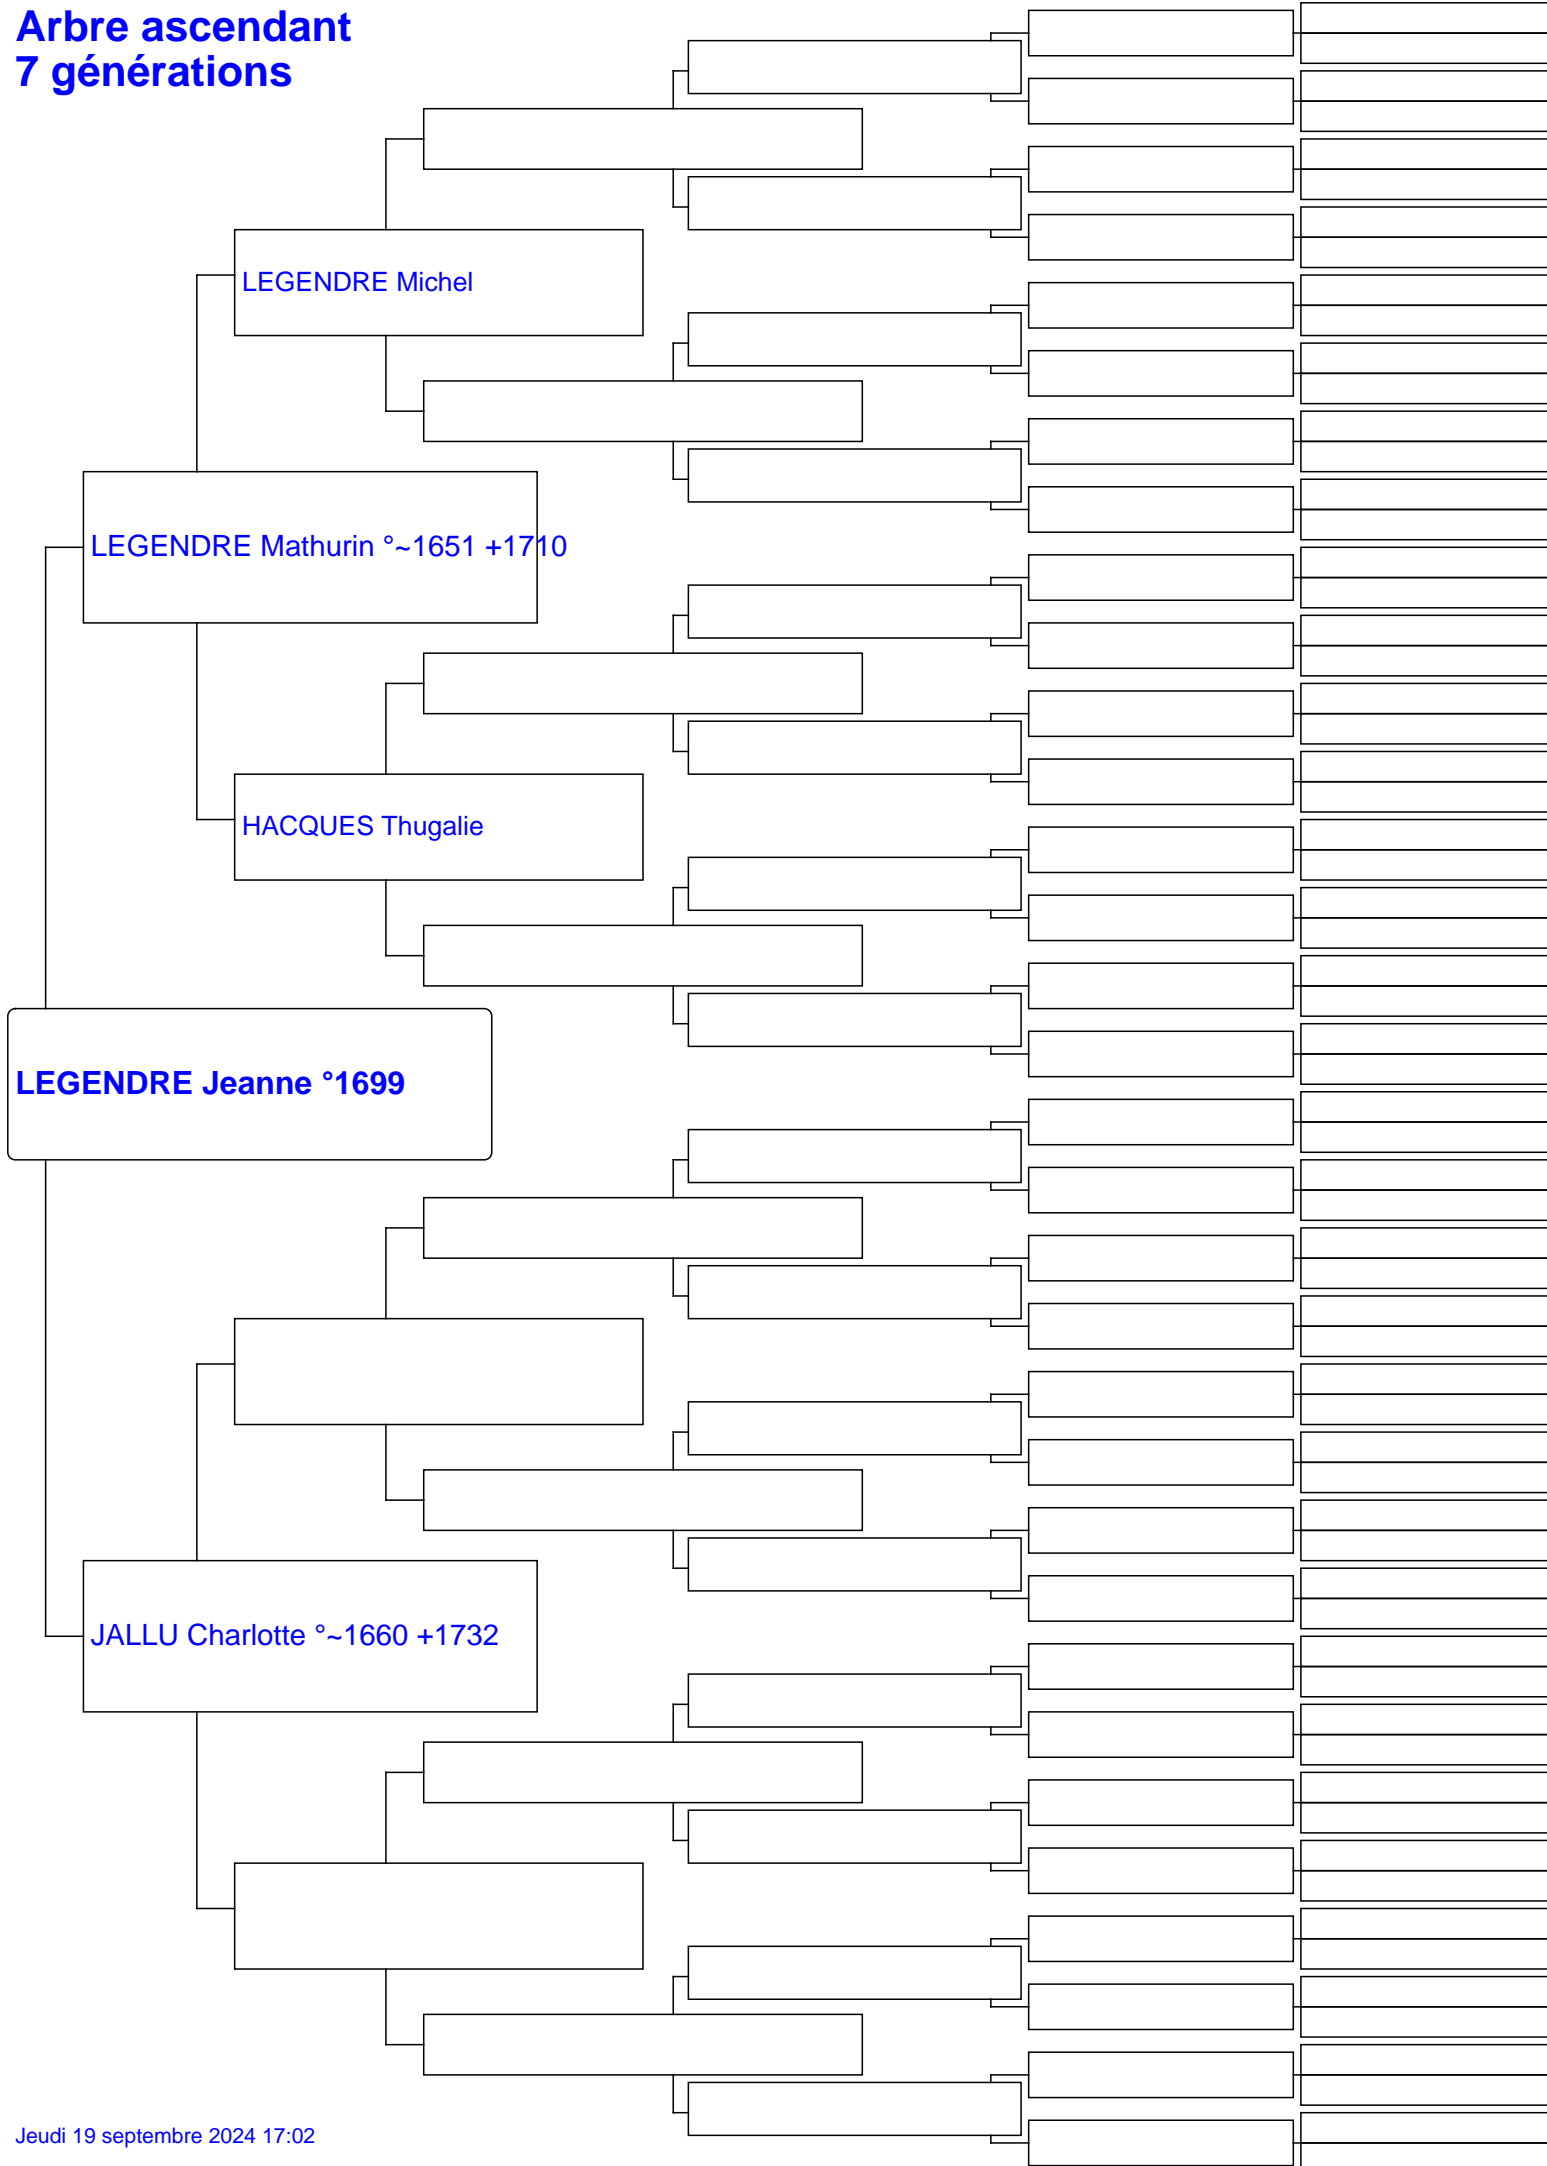 Arbre ascendant
7 générations
LEGENDRE Michel
LEGENDRE Mathurin °~1651 +1710
HACQUES Thugalie
LEGENDRE Jeanne °1699
JALLU Charlotte °~1660 +1732
Jeudi 19 septembre 2024 17:02